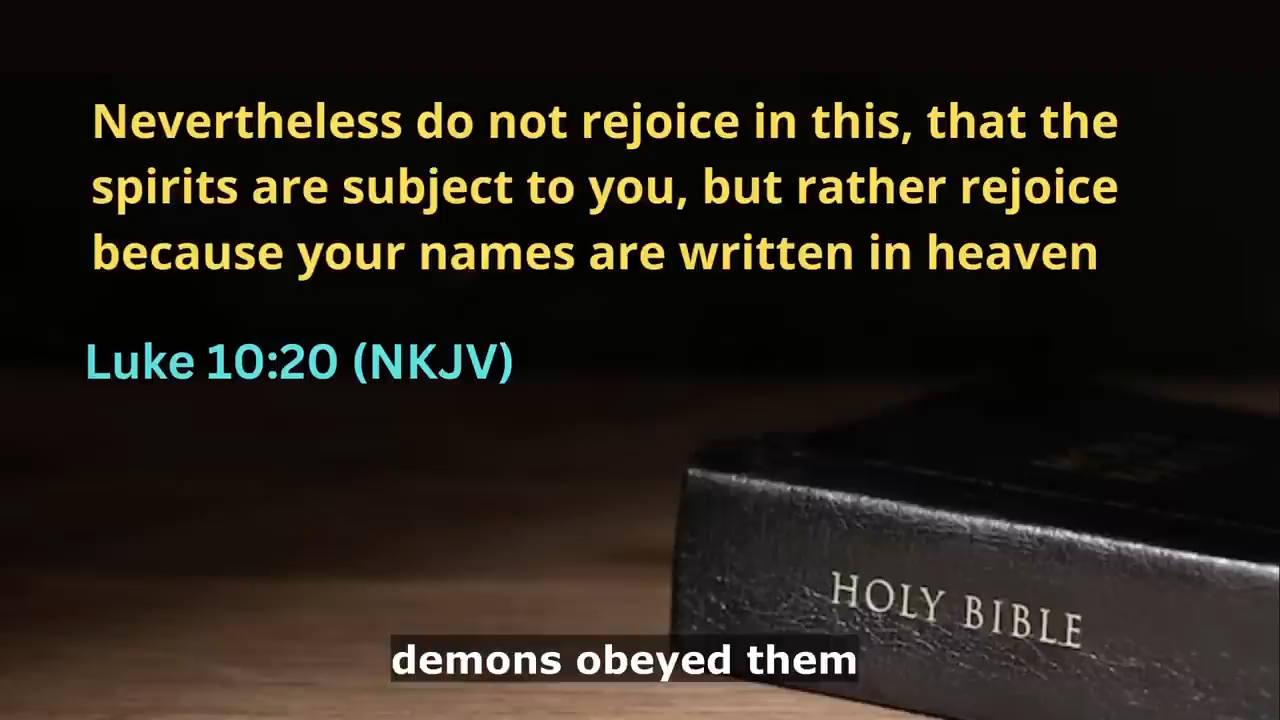 Nevertheless do not rejoice in this, that the
spirits are subject to you, but rather rejoice
because your names are written in heaven
Luke 10:20 (NKJV)
HOLY BIBLE
demons obeyed them